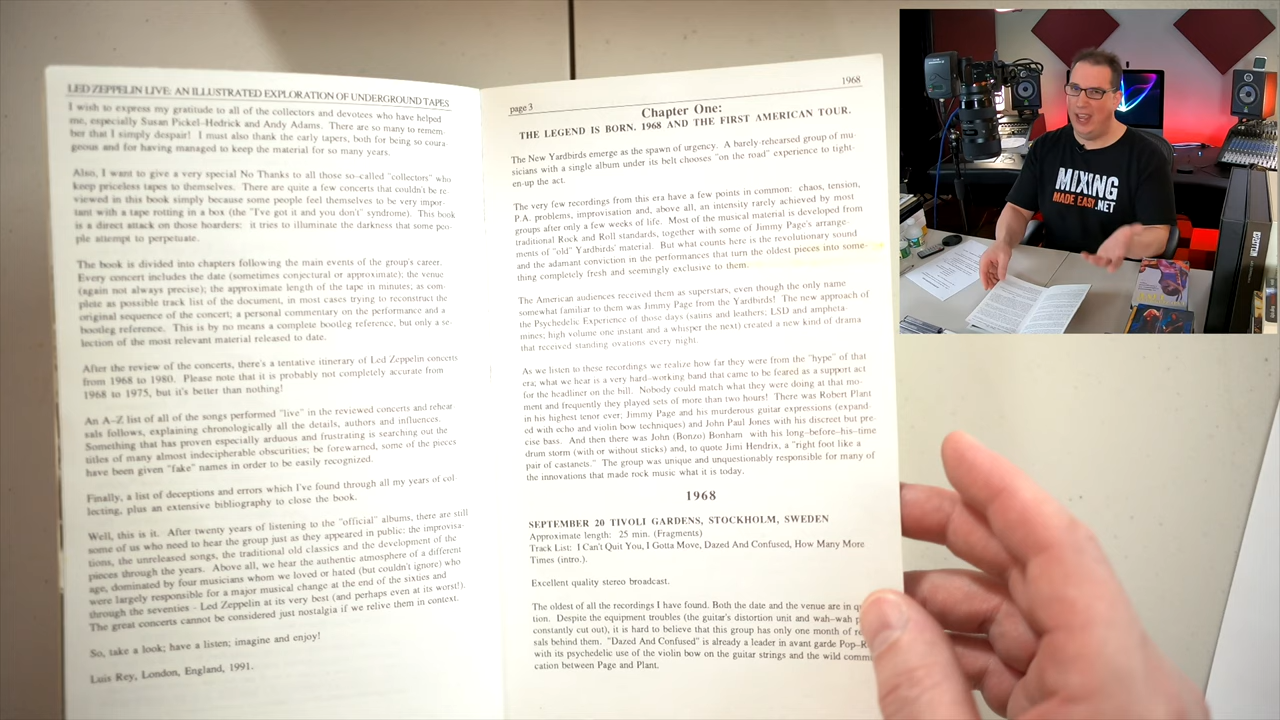 LED ZEPPELIN LIVE: AN ILLUSTRATED EXPLORATION OF UNDERGROUND TAPES
I wish to express my gratitude to all of the collectors and devotees who have helped
me, especially Susan Pickel-Hedrick and Andy Adams. There are so many to remem-
ber that I simply despair! I must also thank the early tapers, both for being so coura-
geous and for having managed to keep the material for so many years.
Also, I want to give a very special No Thanks to all those so-called "collectors" who
keep priceless tapes to themselves. There are quite a few concerts that couldn't be re-
viewed in this book simply because some people feel themselves to be very impor-
tant with a tape rotting in a box (the "I've got it and you don't" syndrome). This book
is a direct attack on those hoarders: it tries to illuminate the darkness that some peo-
ple attempt to perpetuate.
The book is divided into chapters following the main events of the group's career.
Every concert includes the date (sometimes conjectural or approximate); the venue
(again not always precise); the approximate length of the tape in minutes; as com-
plete as possible track list of the document, in most cases trying to reconstruct the
original sequence of the concert; a personal commentary on the performance and a
bootleg reference. This is by no means a complete bootleg reference, but only a se-
lection of the most relevant material released to date.
After the review of the concerts, there's a tentative itinerary of Led Zeppelin concerts
from 1968 to 1980. Please note that it is probably not completely accurate from
1968 to 1975, but it's better than nothing!
An A-Z list of all of the songs performed "live" in the reviewed concerts and rehear
sals follows, explaining chronologically all the details, authors and influences.
Something that has proven especially arduous and frustrating is searching out the
titles of many almost indecipherable obscurities; be forewarned, some of the pieces
have been given "fake" names in order to be easily recognized.
Finally, a list of deceptions and errors which I've found through all my years of col
lecting, plus an extensive bibliography to close the book.
Well, this is it. After twenty years of listening to the "official" albums, there are still
some of us who need to hear the group just as they appeared in public: the improvisa-
tions, the unreleased songs, the traditional old classics and the development of the
pieces through the years. Above all, we hear the authentic atmosphere of a different
age, dominated by four musicians whom we loved or hated (but couldn't ignore) who
were largely responsible for a major musical change at the end of the sixties and
through the seventies - Led Zeppelin at its very best (and perhaps even at its worst!).
The great concerts cannot be considered just nostalgia if we relive them in context.
So, take a look; have a listen; imagine and enjoy!
Luis Rey, London, England, 1991.
page 3
1968
Chapter One:
THE LEGEND IS BORN. 1968 AND THE FIRST AMERICAN TOUR.
The New Yardbirds emerge as the spawn of urgency. A barely-rehearsed group of mu-
sicians with a single album under its belt chooses "on the road" experience to tight-
en-up the act.
The very few recordings from this era have a few points in common: chaos, tension,
P.A. problems, improvisation and, above all, an intensity rarely achieved by most
groups after only a few weeks of life. Most of the musical material is developed from
traditional Rock and Roll standards, together with some of Jimmy Page's arrange-
ments of "old" Yardbirds' material. But what counts here is the revolutionary sound
and the adamant conviction in the performances that turn the oldest pieces into some-
thing completely fresh and seemingly exclusive to them.
The American audiences received them as superstars, even though the only name
somewhat familiar to them was Jimmy Page from the Yardbirds! The new approach of
the Psychedelic Experience of those days (satins and leathers; LSD and ampheta-
mines; high volume one instant and a whisper the next) created a new kind of drama
that received standing ovations every night.
As we listen to these recordings we realize how far they were from the "hype" of that
era; what we hear is a very hard-working band that came to be feared as a support act
for the headliner on the bill. Nobody could match what they were doing at that mo-
ment and frequently they played sets of more than two hours! There was Robert Plant
in his highest tenor ever; Jimmy Page and his murderous guitar expressions (expand
ed with echo and violin bow techniques) and John Paul Jones with his discreet but pre
cise bass. And then there was John (Bonzo) Bonham with his long-before-his-time
drum storm (with or without sticks) and, to quote Jimi Hendrix, a "right foot like a
pair of castanets." The group was unique and unquestionably responsible for many of
the innovations that made rock music what it is today.
1968
SEPTEMBER 20 TIVOLI GARDENS, STOCKHOLM, SWEDEN
Approximate length: 25 min. (Fragments)
Track List: I Can't Quit You, I Gotta Move, Dazed And Confused, How Many More
Times (intro.).
Excellent quality stereo broadcast.
The oldest of all the recordings I have found. Both the date and the venue are in
tion. Despite the equipment troubles (the guitar's distortion unit and wah-wah
constantly cut out), it is hard to believe that this group has only one month of
sals behind them. "Dazed And Confused" is already a leader in avant garde
with its psychedelic use of the violin bow on the guitar strings and the wild
cation between Page and Plant.
MIXING
MADE EASY.NET